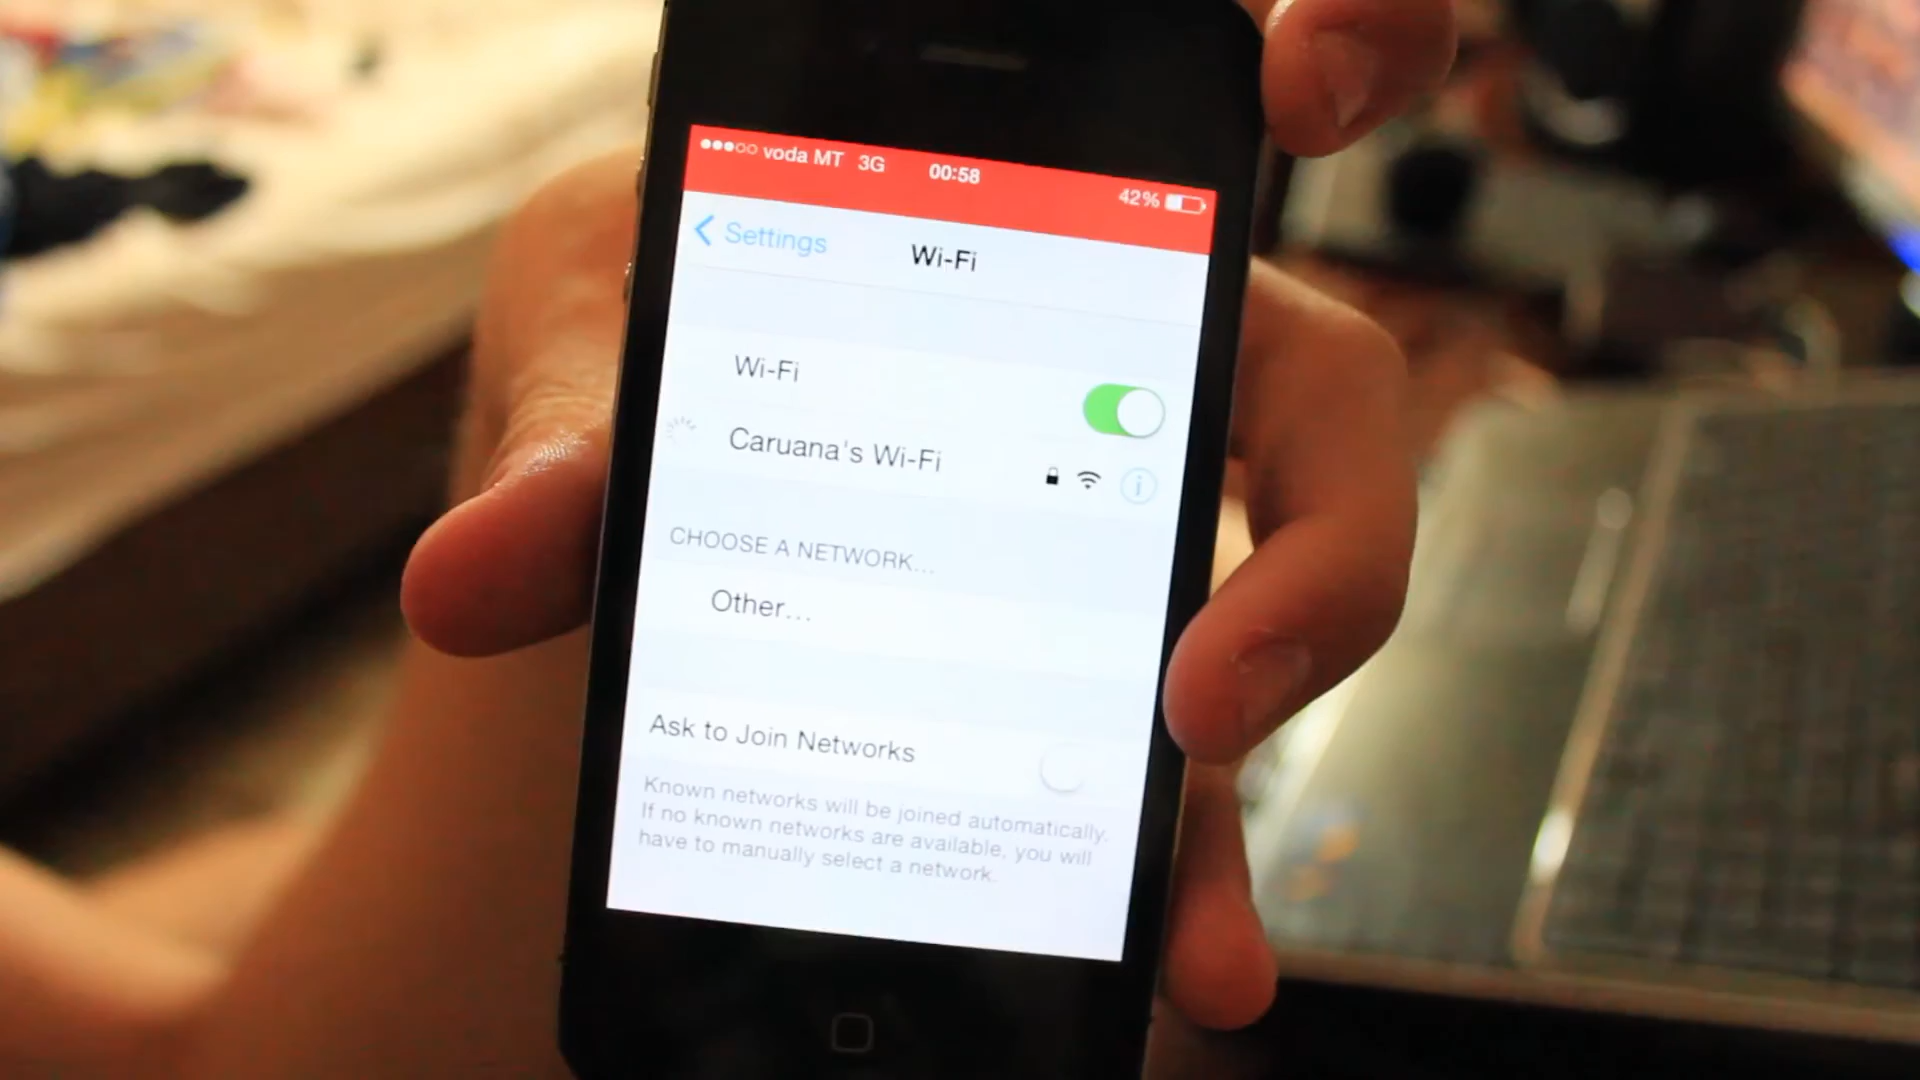 voda MT 3G 00:58 42%
Settings Wi-Fi
Wi-Fi
Caruana's Wi-Fi
CHOOSE A NETWORK...
Other...
Ask to Join Networks
Known networks will be joined automatically.
If no known networks are available, you will
have to manually select a network.